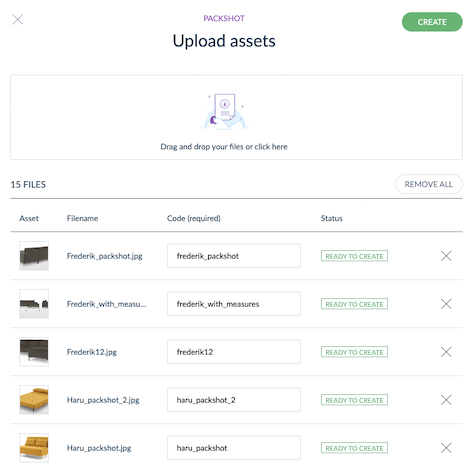 PACKSHOT
CREATE
Upload assets
Drag and drop your files or click here
15 FILES
REMOVE ALL
Asset Filename Code (required) Status
Frederik_packshot.jpg frederik_packshot READY TO CREATE
Frederik_with_measu... frederik_with_measures READY TO CREATE
Frederik12.jpg frederik12 READY TO CREATE
Haru_packshot_2.jpg haru_packshot_2 READY TO CREATE
Haru_packshot.jpg haru_packshot READY TO CREATE